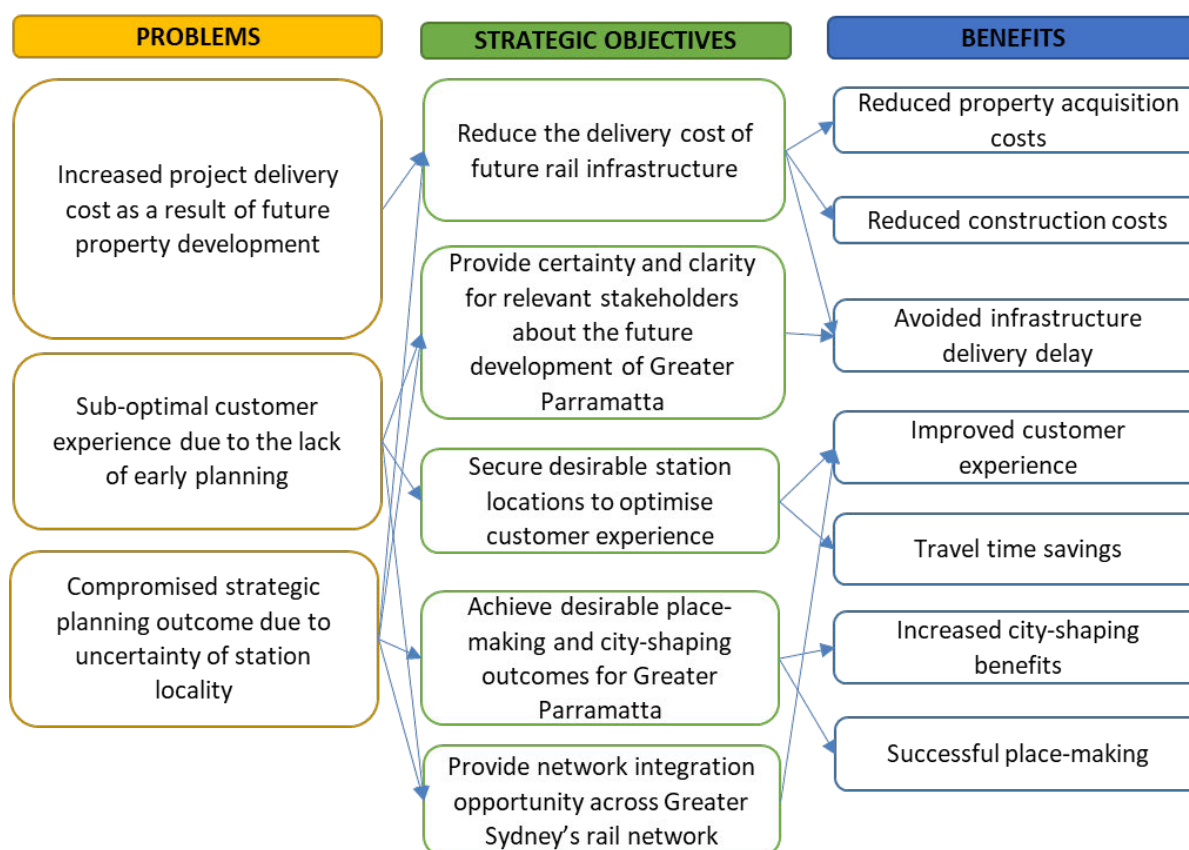 PROBLEMS
STRATEGIC OBJECTIVES
BENEFITS
Increased project delivery
cost as a result of future
property development
Sub-optimal customer
experience due to the lack
of early planning
Compromised strategic
planning outcome due to
uncertainty of station
locality
Reduce the delivery cost of
future rail infrastructure
Provide certainty and clarity
for relevant stakeholders
about the future
development of Greater
Parramatta
Secure desirable station
locations to optimise
customer experience
Achieve desirable place-
making and city-shaping
outcomes for Greater
Parramatta
Provide network integration
opportunity across Greater
Sydney's rail network
Reduced property acquisition
costs
Reduced construction costs
Avoided infrastructure
delivery delay
Improved customer
experience
Travel time savings
Increased city-shaping
benefits
Successful place-making